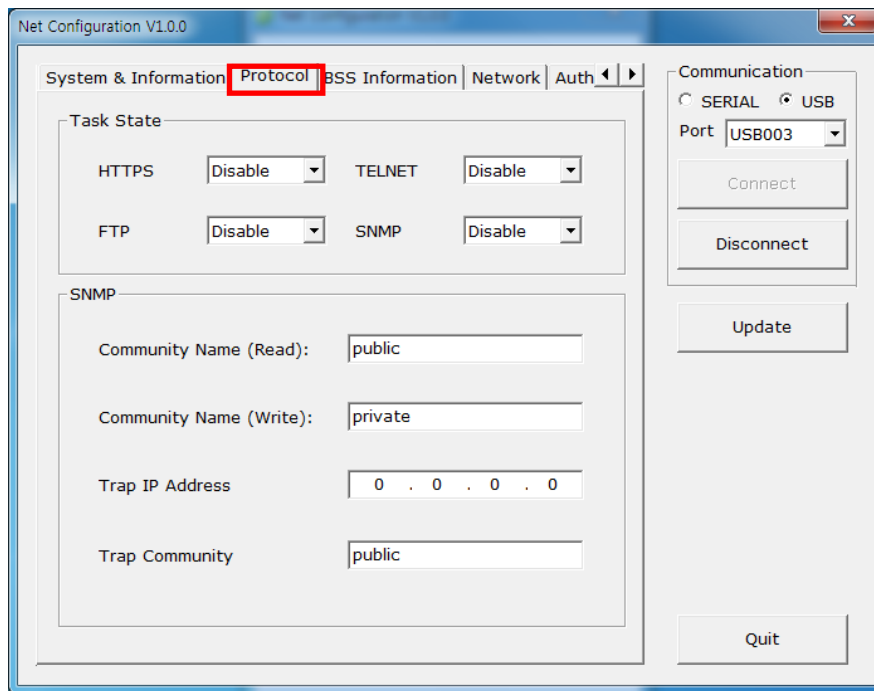 Net Configuration V1.0.0
System & Information Protocol BSS Information Network Auth
Task State
HTTPS Disable TELNET Disable
FTP Disable SNMP Disable
SNMP
Community Name (Read): public
Community Name (Write): private
Trap IP Address 0 . 0 . 0 . 0
Trap Community public
Communication
SERIAL USB
Port USB003
Connect
Disconnect
Update
Quit